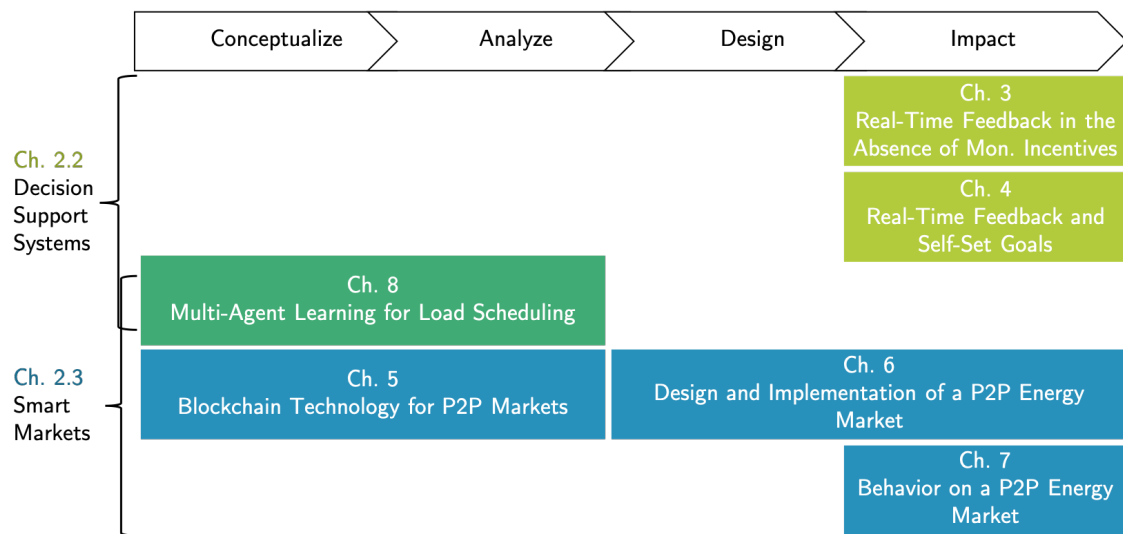 Conceptualize
Analyze
Design
Impact
Ch. 3
Real-Time Feedback in the
Absence of Mon. Incentives
Ch. 2.2
Decision
Support
Systems
Ch. 4
Real-Time Feedback and
Self-Set Goals
Ch. 8
Multi-Agent Learning for Load Scheduling
Ch. 2.3
Smart
Markets
Ch. 5
Blockchain Technology for P2P Markets
Ch. 6
Design and Implementation of a P2P Energy
Market
Ch. 7
Behavior on a P2P Energy
Market